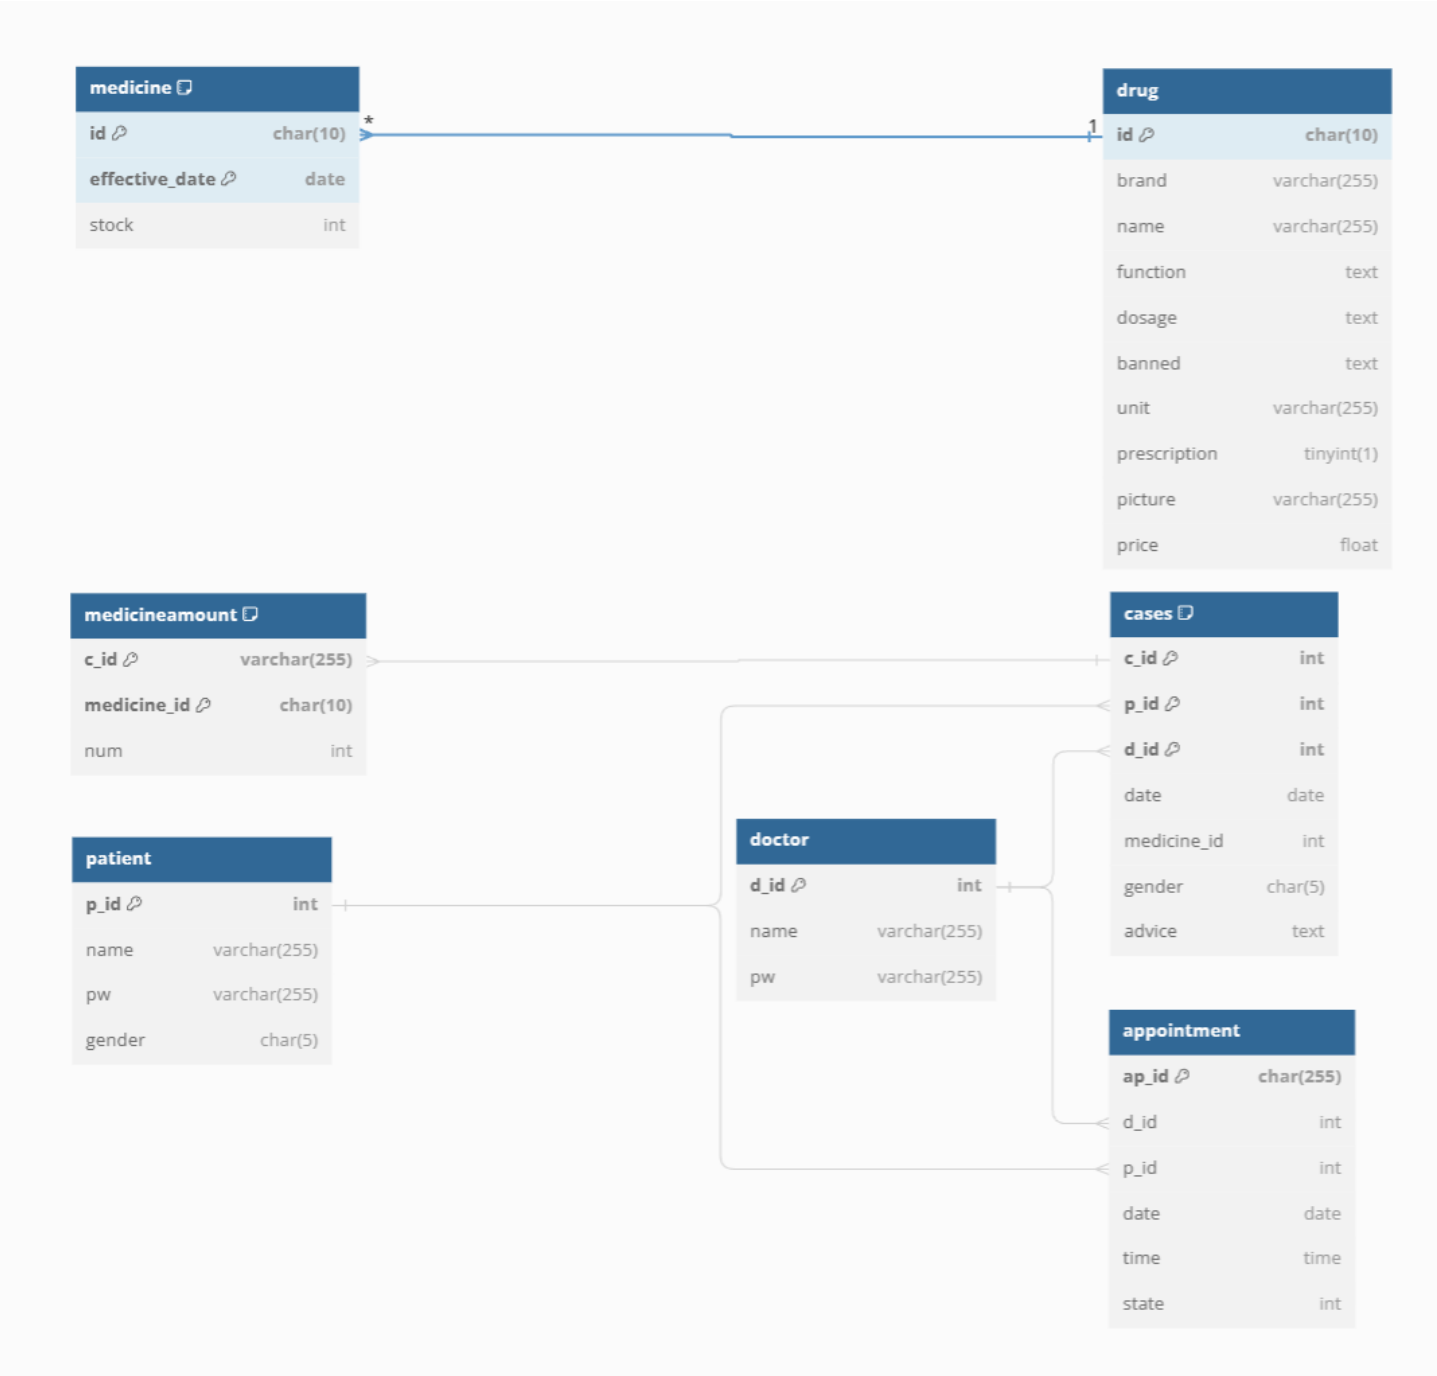 medicine
id char(10)
effective_date date
stock int
* 1
drug
id char(10)
brand varchar(255)
name varchar(255)
function text
dosage text
banned text
unit varchar(255)
prescription tinyint(1)
picture varchar(255)
price float
medicineamount
c_id varchar(255)
medicine_id char(10)
num int
cases
c_id int
p_id int
d_id int
date date
medicine_id int
gender char(5)
advice text
patient
p_id int
name varchar(255)
pw varchar(255)
gender char(5)
doctor
d_id int
name varchar(255)
pw varchar(255)
appointment
ap_id char(255)
d_id int
p_id int
date date
time time
state int